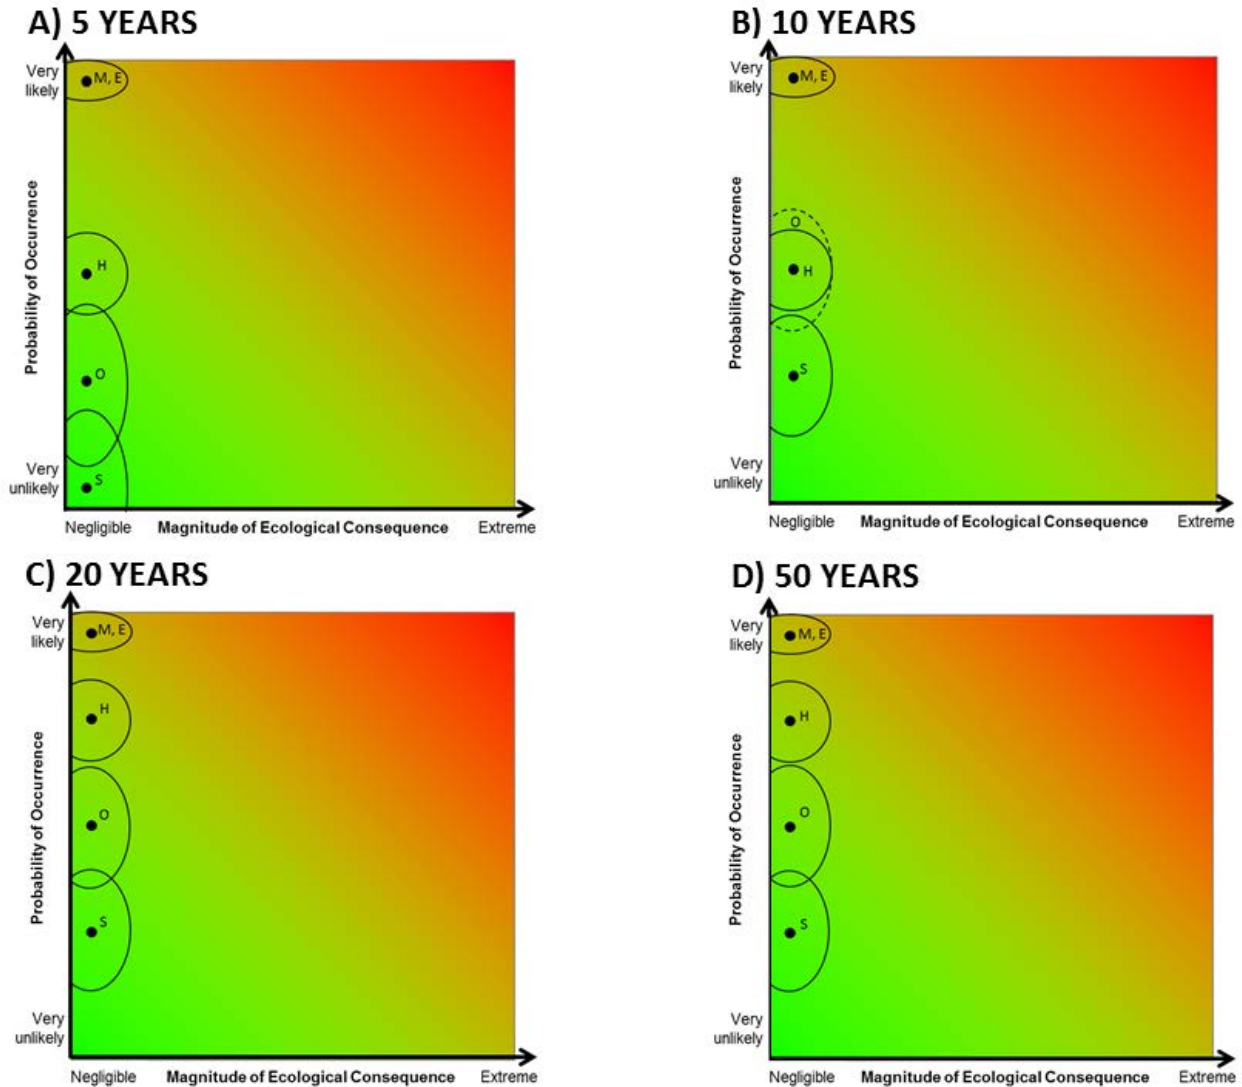 A) 5 YEARS
Very
likely
M, E
H
O
S
Probability of Occurrence
Very
unlikely
Negligible
Magnitude of Ecological Consequence
Extreme
B) 10 YEARS
Very
likely
M, E
O
H
S
Probability of Occurrence
Very
unlikely
Negligible
Magnitude of Ecological Consequence
Extreme
C) 20 YEARS
Very
likely
M, E
H
O
S
Probability of Occurrence
Very
unlikely
Negligible
Magnitude of Ecological Consequence
Extreme
D) 50 YEARS
Very
likely
M, E
H
O
S
Probability of Occurrence
Very
unlikely
Negligible
Magnitude of Ecological Consequence
Extreme